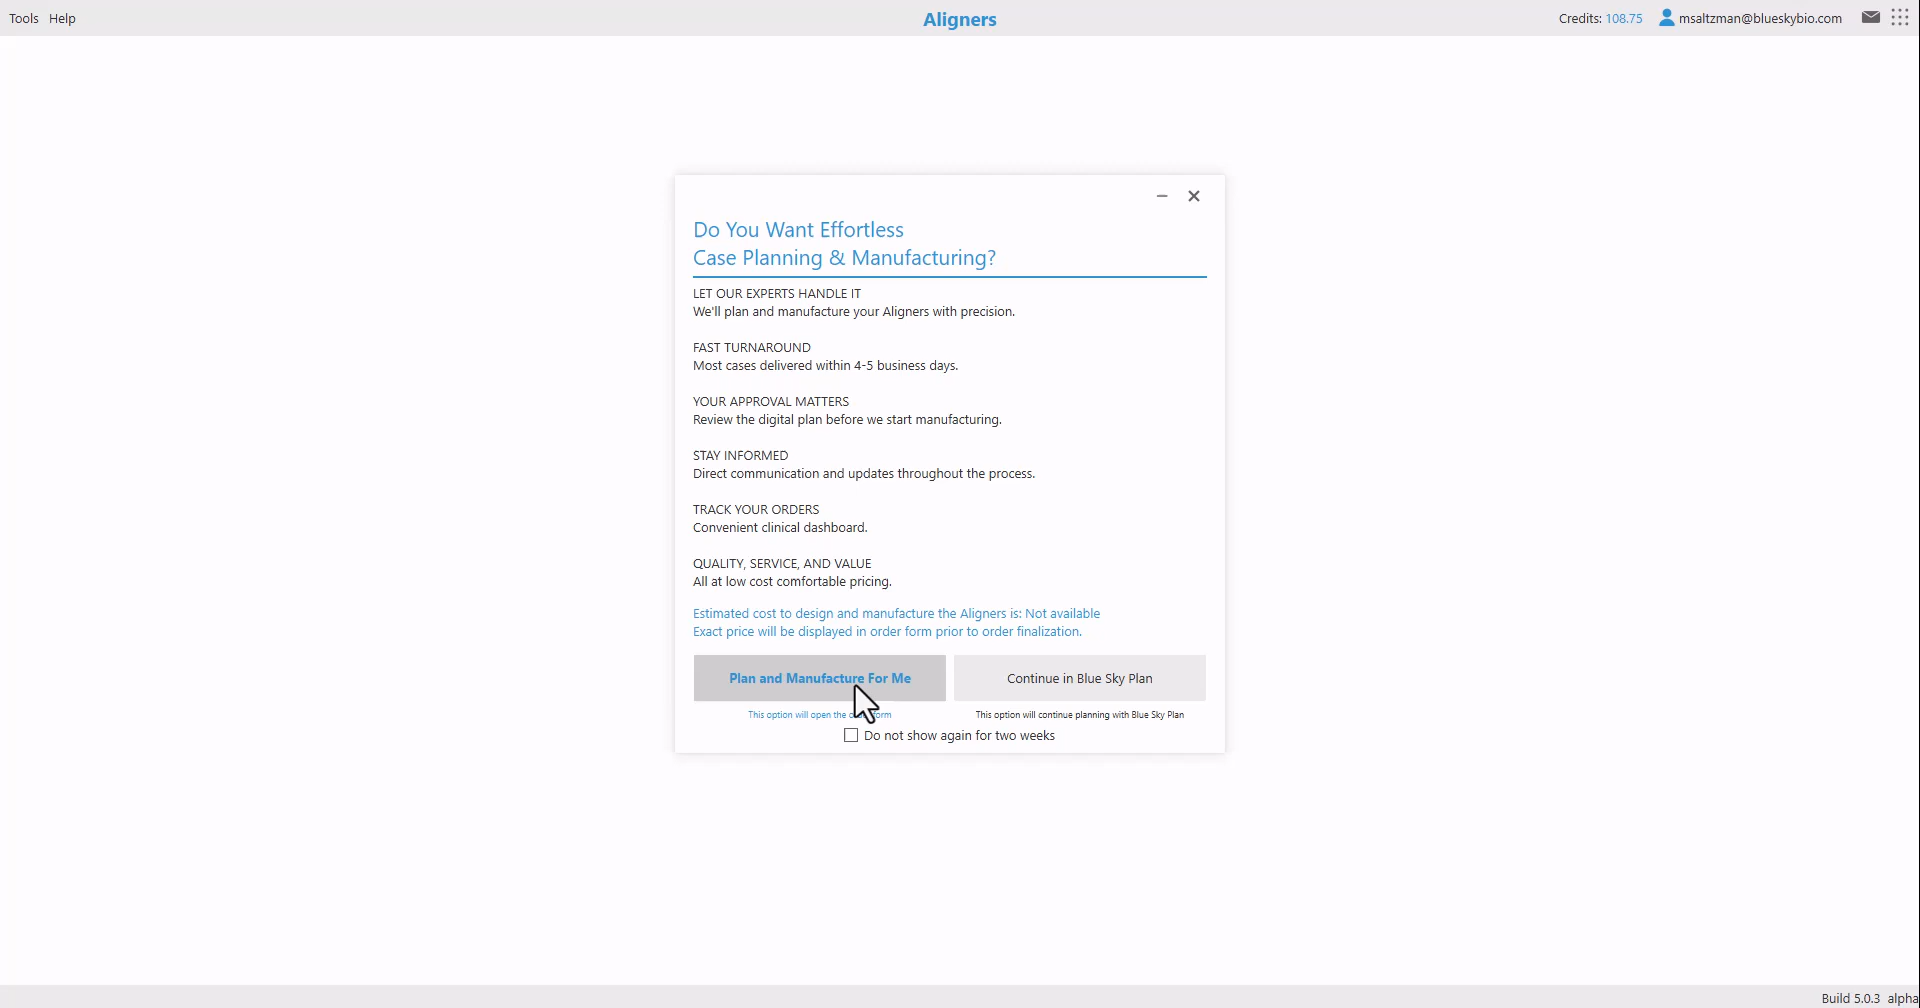 Tools Help
Aligners
Credits: 108.75 msaltzman@blueskybio.com
Do You Want Effortless
Case Planning & Manufacturing?
LET OUR EXPERTS HANDLE IT
We'll plan and manufacture your Aligners with precision.
FAST TURNAROUND
Most cases delivered within 4-5 business days.
YOUR APPROVAL MATTERS
Review the digital plan before we start manufacturing.
STAY INFORMED
Direct communication and updates throughout the process.
TRACK YOUR ORDERS
Convenient clinical dashboard.
QUALITY, SERVICE, AND VALUE
All at low cost comfortable pricing.
Estimated cost to design and manufacture the Aligners is: Not available
Exact price will be displayed in order form prior to order finalization.
Plan and Manufacture For Me Continue in Blue Sky Plan
This option will open the form This option will continue planning with Blue Sky Plan
Do not show again for two weeks
Build 5.0.3 alpha